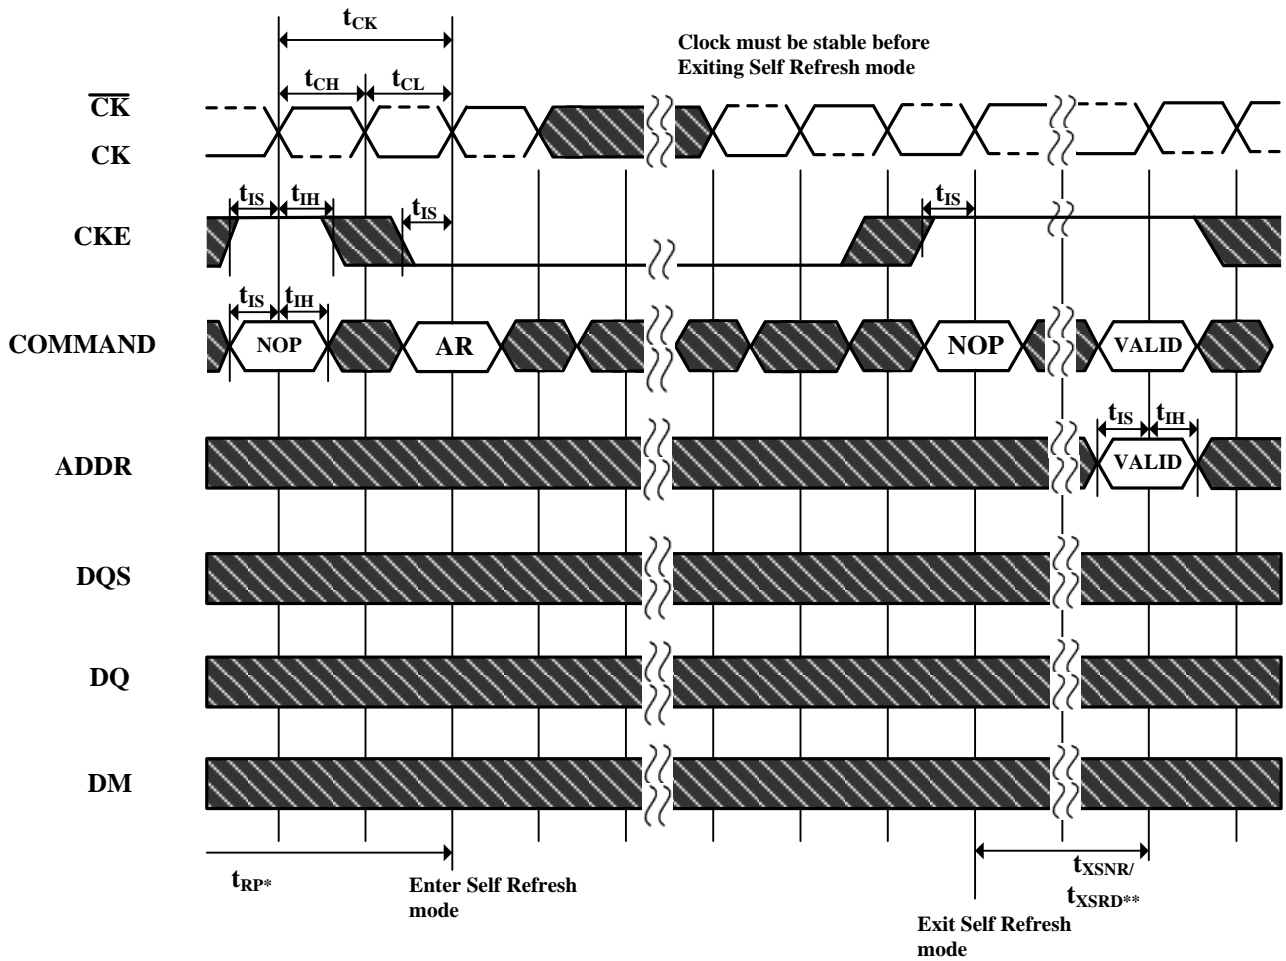 tCK
Clock must be stable before
Exiting Self Refresh mode
tCH tCL
CK
CK
tIS tIH tIS tIS
CKE
tIS tIH
COMMAND NOP AR NOP VALID
tIS tIH
ADDR VALID
DQS
DQ
DM
tRP*
Enter Self Refresh
mode
tXSNR/
tXSRD**
Exit Self Refresh
mode